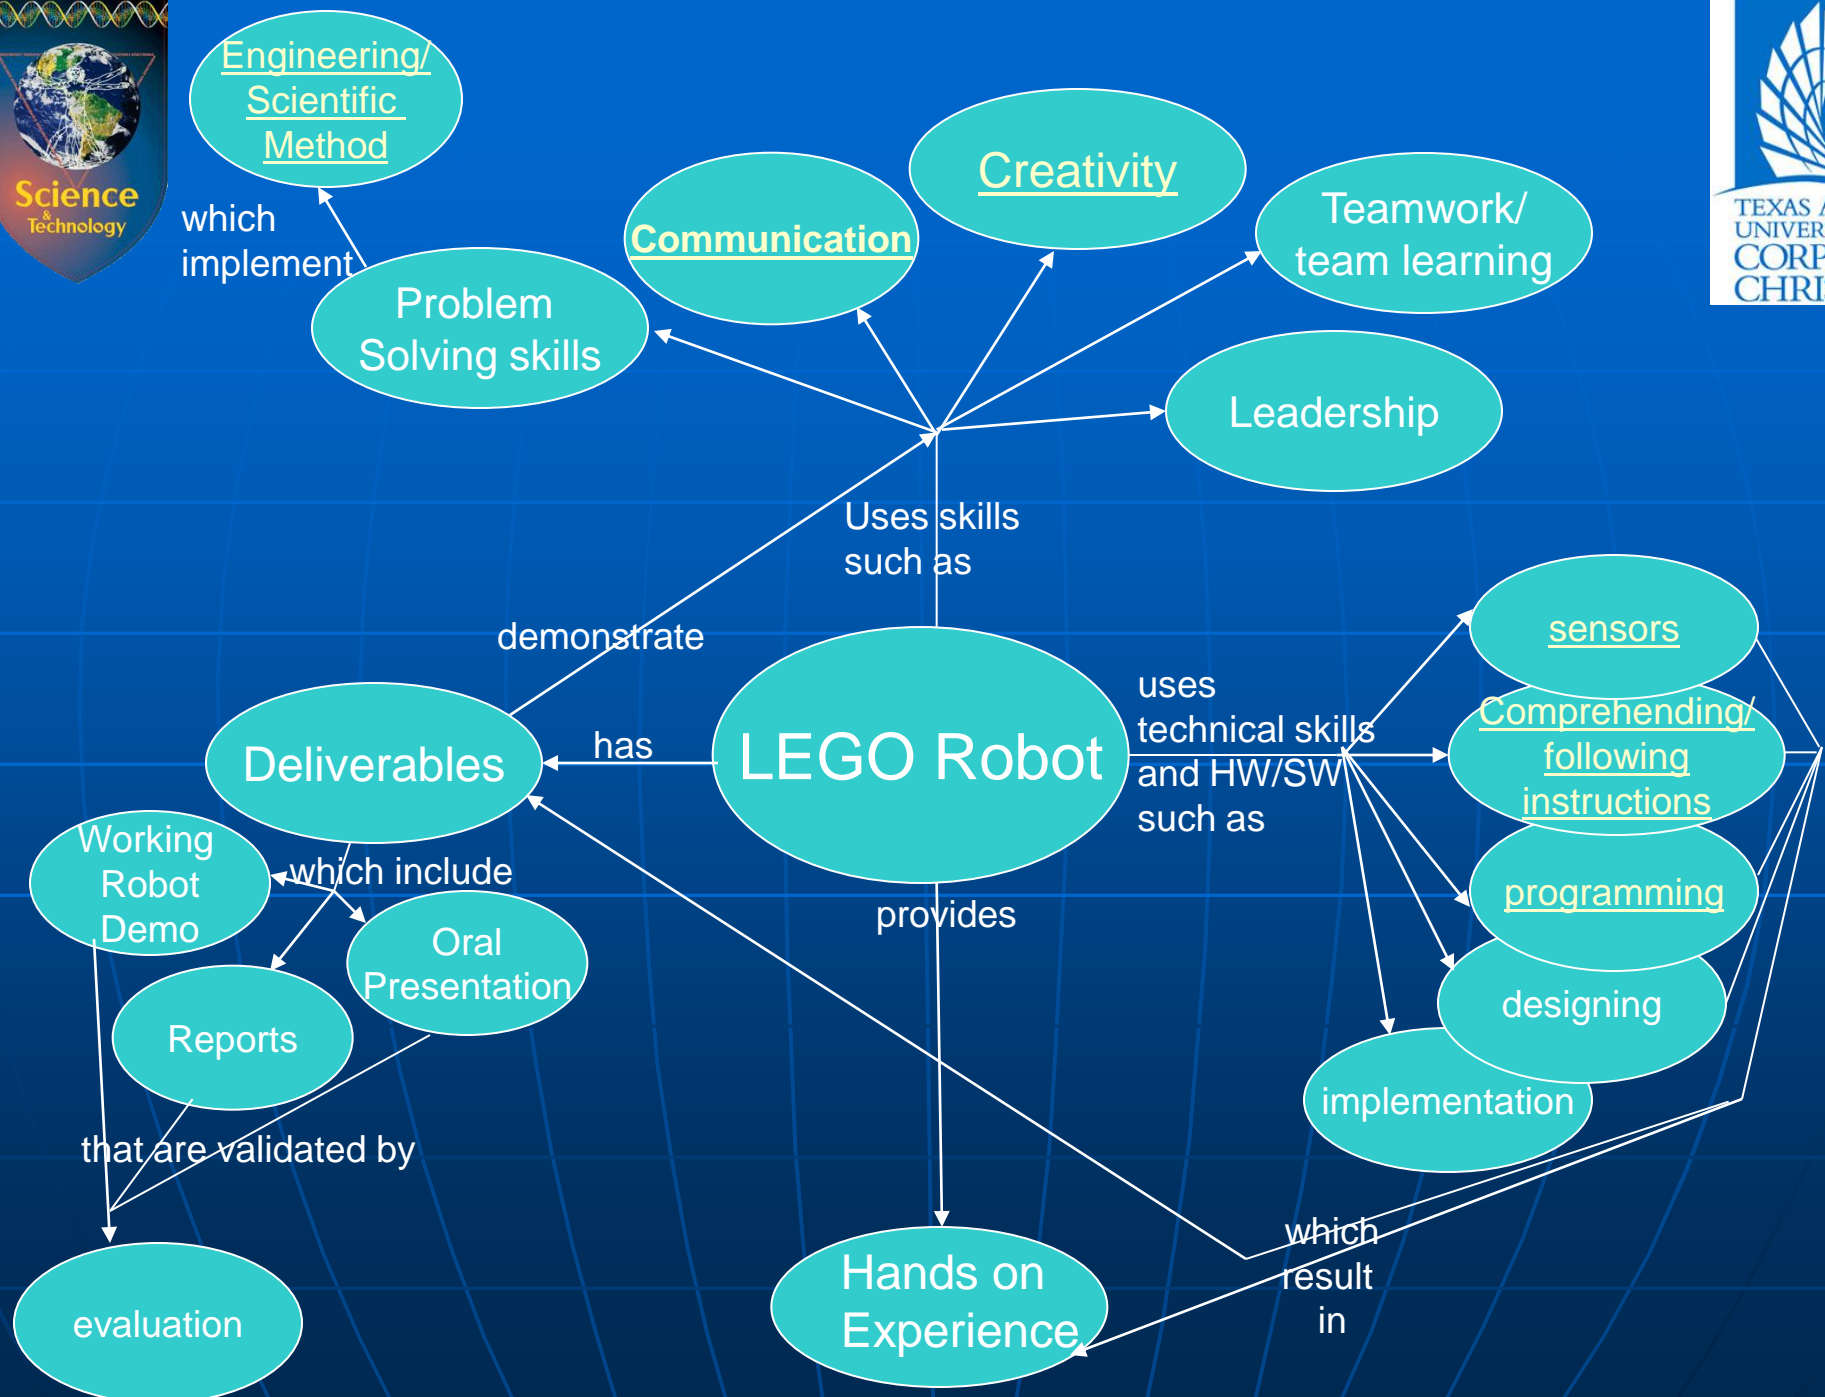 Engineering/
Scientific
Method
Science
&
Technology
which
implement
Communication
Creativity
Teamwork/
team learning
TEXAS
UNIVER
CORP
CHRI
Problem
Solving skills
Leadership
Uses skills
such as
demonstrate
sensors
uses
technical skills
and HW/SW
such as
Comprehending/
following
instructions
Deliverables
has
LEGO Robot
Working
Robot
Demo
which include
provides
programming
Oral
Presentation
designing
Reports
implementation
that are validated by
which
result
in
Hands on
Experience
evaluation